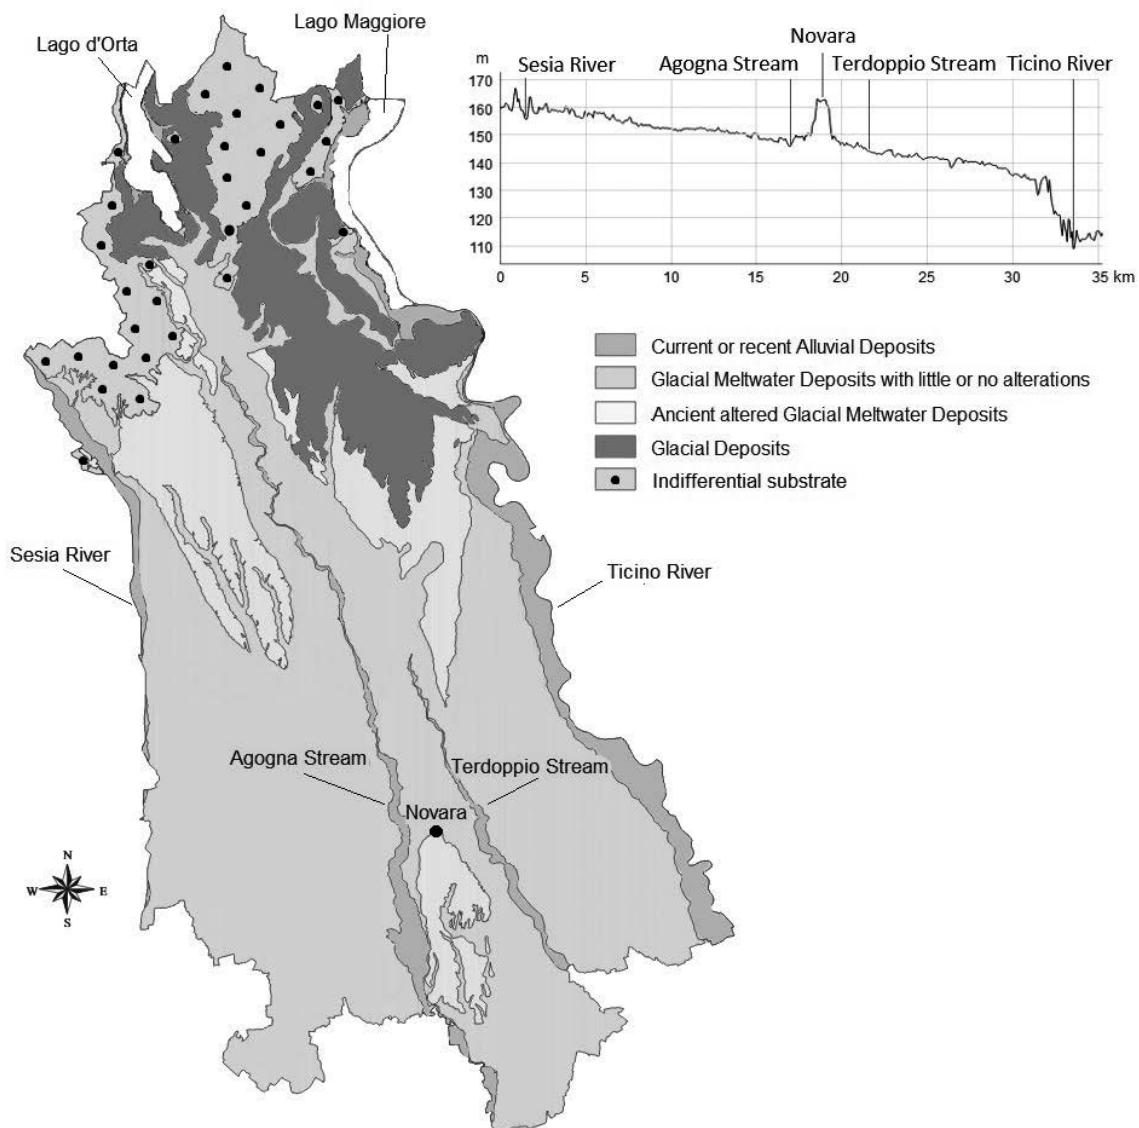 Lago Maggiore
Lago d'Orta
Novara
m
Sesia River
Agogna Stream
Terdoppio Stream
Ticino River
170
160
150
140
130
120
110
0
5
10
15
20
25
30
35 km
Current or recent Alluvial Deposits
Glacial Meltwater Deposits with little or no alterations
Ancient altered Glacial Meltwater Deposits
Glacial Deposits
Indifferential substrate
Sesia River
Ticino River
Agogna Stream
Terdoppio Stream
Novara
N
W
E
S